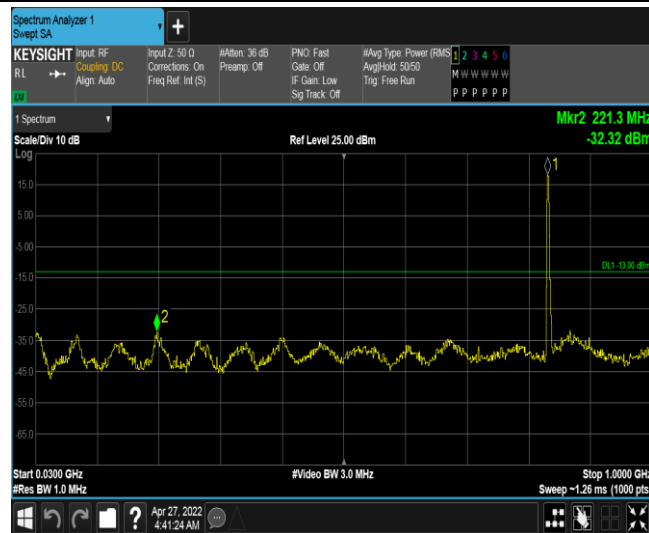 Spectrum Analyzer 1
Swept SA
+
KEYSIGHT
RL
Input: RF
Coupling: DC
Align: Auto
Input Z: 50 Ω
Corrections: On
Freq Ref: Int (S)
#Atten: 36 dB
Preamp: Off
PNO: Fast
Gate: Off
IF Gain: Low
Sig Track: Off
#Avg Type: Power (RMS
Avg|Hold: 50/50
Trig: Free Run
1 2 3 4 5 6
M W W W W W
P P P P P P
1 Spectrum
Mkr2 221.3 MHz
Scale/Div 10 dB
Ref Level 25.00 dBm
-32.32 dBm
Log
1
15.0
5.00
-5.00
DL1 -13.00 dBm
-15.0
-25.0
2
-35.0
-45.0
-55.0
-65.0
Start 0.0300 GHz
#Video BW 3.0 MHz
Stop 1.0000 GHz
#Res BW 1.0 MHz
Sweep ~1.26 ms (1000 pts
?
Apr 27, 2022
4:41:24 AM